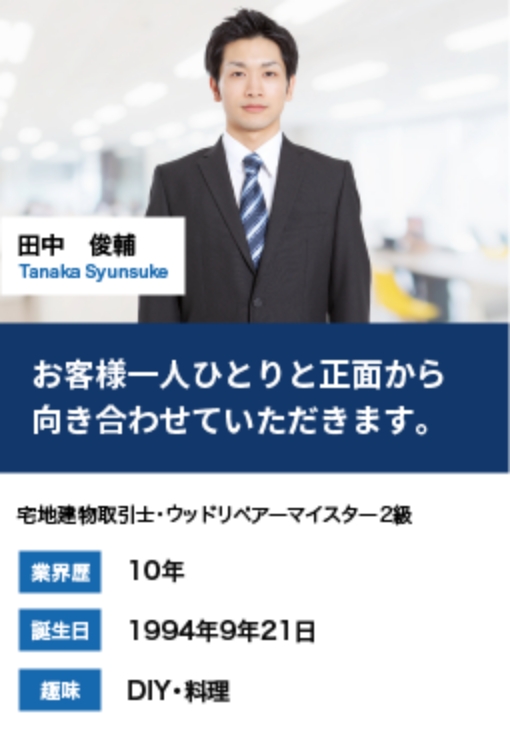 田中　俊輔
Tanaka Syunsuke
お客様一人ひとりと正面から
向き合わせていただきます。
宅地建物取引士・ウッドリペアーマイスター2級
業界歴 10年
誕生日 1994年9年21日
趣味 DIY・料理